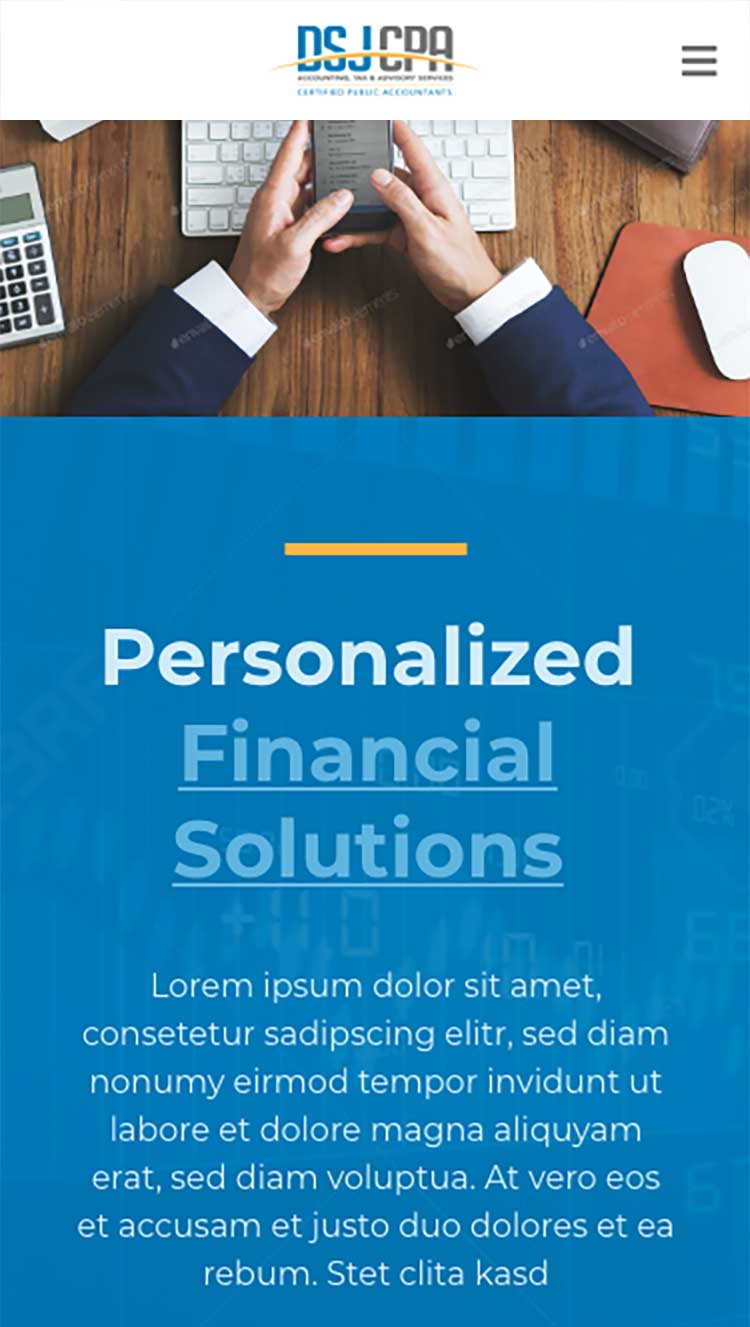 DSJCPA
ACCOUNTING, TAX & ADVISORY SERVICES
CERTIFIED PUBLIC ACCOUNTANTS
Personalized
Financial
Solutions
Lorem ipsum dolor sit amet,
consetetur sadipscing elitr, sed diam
nonumy eirmod tempor invidunt ut
labore et dolore magna aliquyam
erat, sed diam voluptua. At vero eos
et accusam et justo duo dolores et ea
rebum. Stet clita kasd